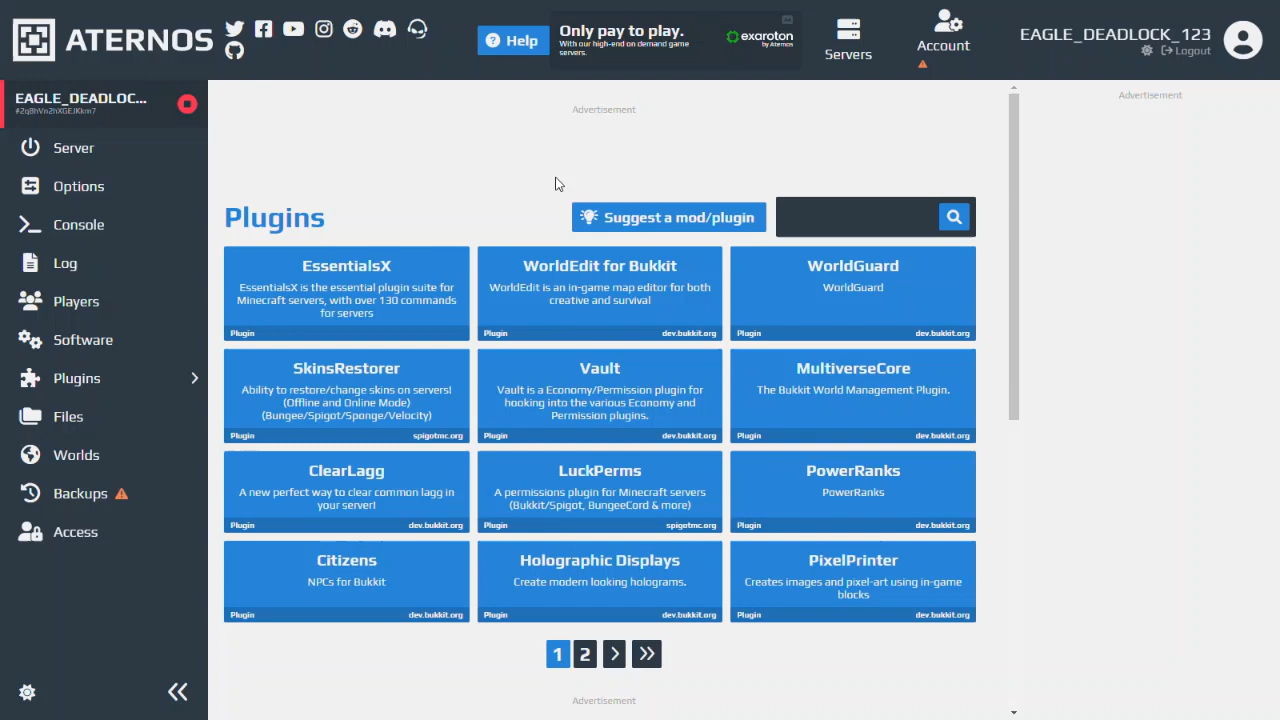 ATERNOS
Help
Only pay to play.
With our high-end on demand game
servers.
exaroton
by Aternos
ad
Servers
Account
EAGLE_DEADLOCK_123
Logout
EAGLE_DEADLOC...
Server
Options
Console
Log
Players
Software
Plugins
Files
Worlds
Backups
Access
Advertisement
Advertisement
Plugins
Suggest a mod/plugin
EssentialsX
EssentialsX is the essential plugin suite for
Minecraft servers, with over 130 commands
for servers
Plugin
WorldEdit for Bukkit
WorldEdit is an in-game map editor for both
creative and survival
Plugin dev.bukkit.org
WorldGuard
WorldGuard
Plugin dev.bukkit.org
SkinsRestorer
Ability to restore/change skins on servers!
(Offline and Online Mode)
(Bungee/Spigot/Sponge/Velocity)
Plugin spigotmc.org
Vault
Vault is a Economy/Permission plugin for
hooking into the various Economy and
Permission plugins.
Plugin dev.bukkit.org
MultiverseCore
The Bukkit World Management Plugin.
Plugin dev.bukkit.org
ClearLagg
A new perfect way to clear common lagg in
your server!
Plugin dev.bukkit.org
LuckPerms
A permissions plugin for Minecraft servers
(Bukkit/Spigot, BungeeCord & more)
Plugin spigotmc.org
PowerRanks
PowerRanks
Plugin dev.bukkit.org
Citizens
NPCs for Bukkit
Plugin dev.bukkit.org
Holographic Displays
Create modern looking holograms.
Plugin dev.bukkit.org
PixelPrinter
Creates images and pixel-art using in-game
blocks
Plugin dev.bukkit.org
1 2
Advertisement